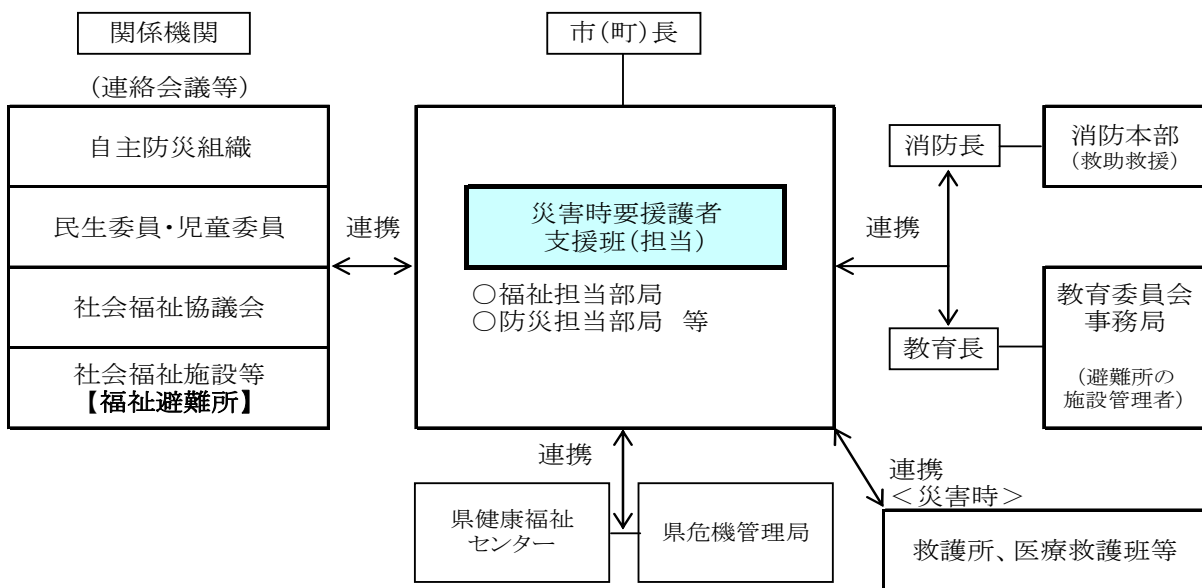 関係機関
(連絡会議等)
自主防災組織
民生委員・児童委員
社会福祉協議会
社会福祉施設等
【福祉避難所】
連携
市(町)長
災害時要援護者
支援班(担当)
○福祉担当部局
○防災担当部局 等
連携
消防長
消防本部
(救助救援)
教育長
教育委員会
事務局
(避難所の
施設管理者)
連携
県健康福祉
センター
県危機管理局
連携
<災害時>
救護所、医療救護班等